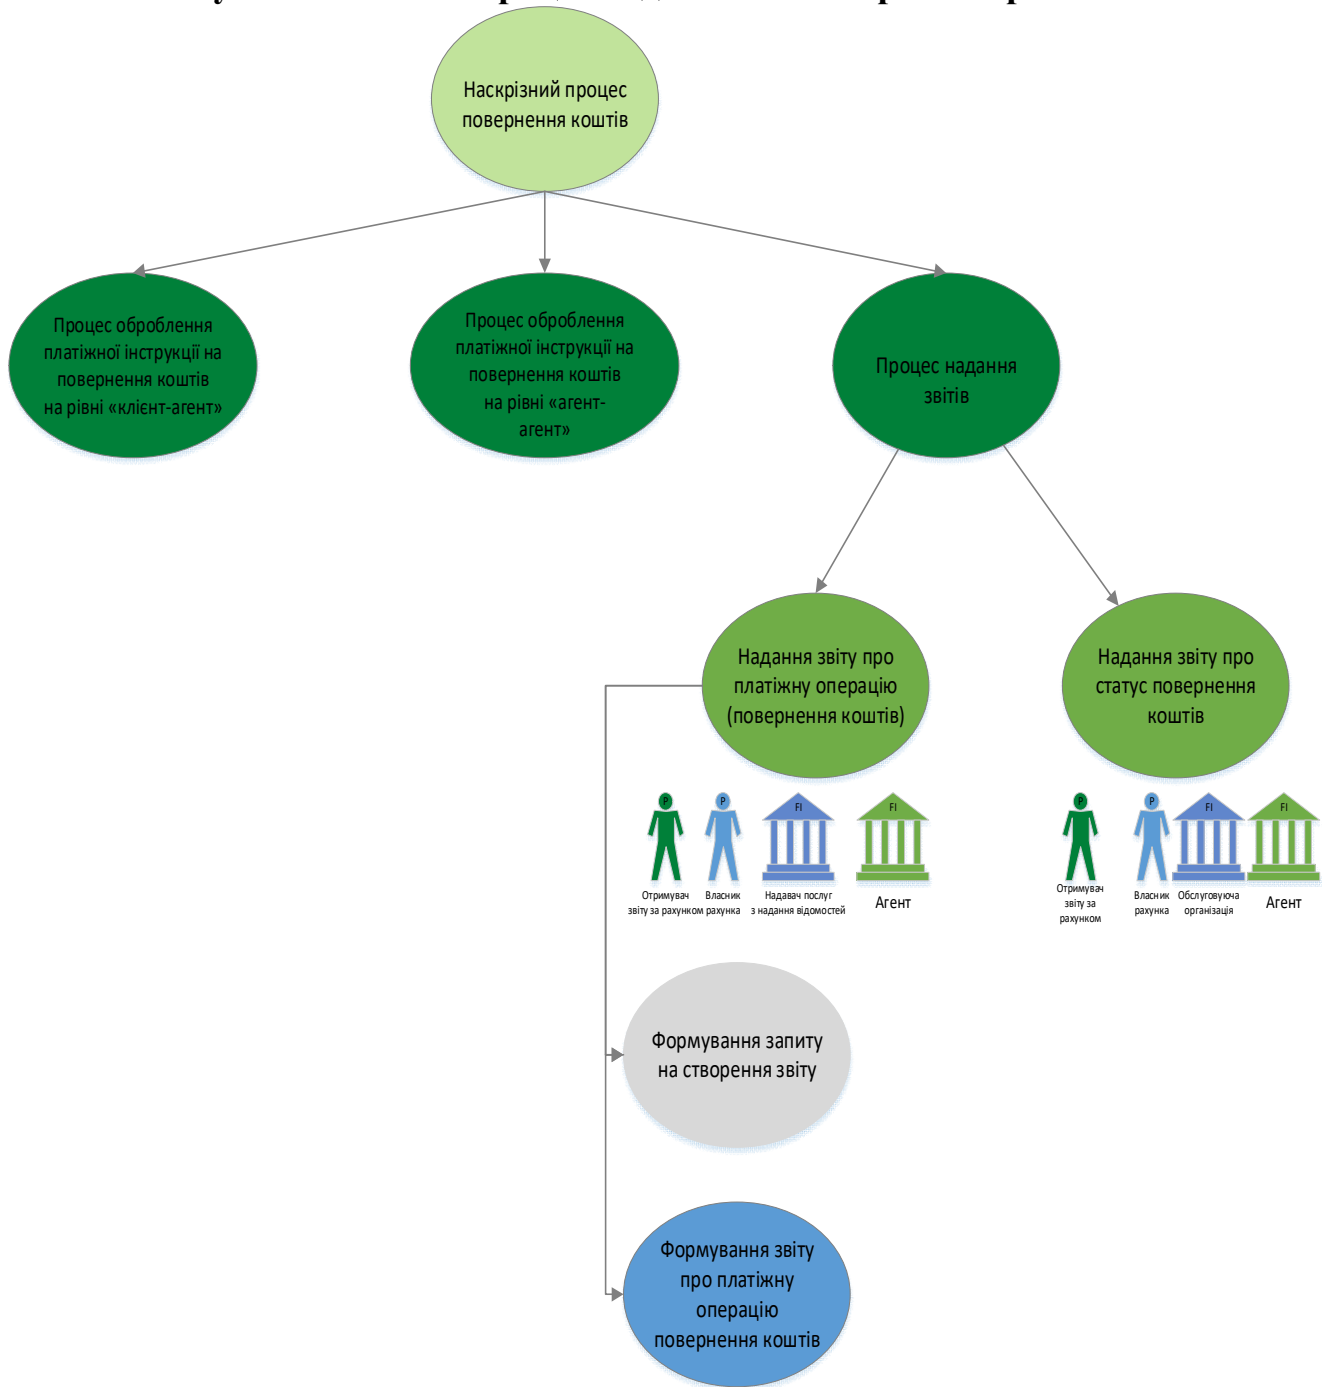 Наскрізний процес
повернення коштів
Процес оброблення
платіжної інструкції на
повернення коштів
на рівні «клієнт-агент»
Процес оброблення
платіжної інструкції на
повернення коштів
на рівні «агент-
агент»
Процес надання
звітів
Надання звіту про
платіжну операцію
(повернення коштів)
Надання звіту про
статус повернення
коштів
P
P
FI
FI
Отримувач
звіту за рахунком
Власник
рахунка
Надавач послуг
з надання відомостей
Агент
P
P
FI
FI
Отримувач
звіту за
рахунком
Власник
рахунка
Обслуговуюча
організація
Агент
Формування запиту
на створення звіту
Формування звіту
про платіжну
операцію
повернення коштів